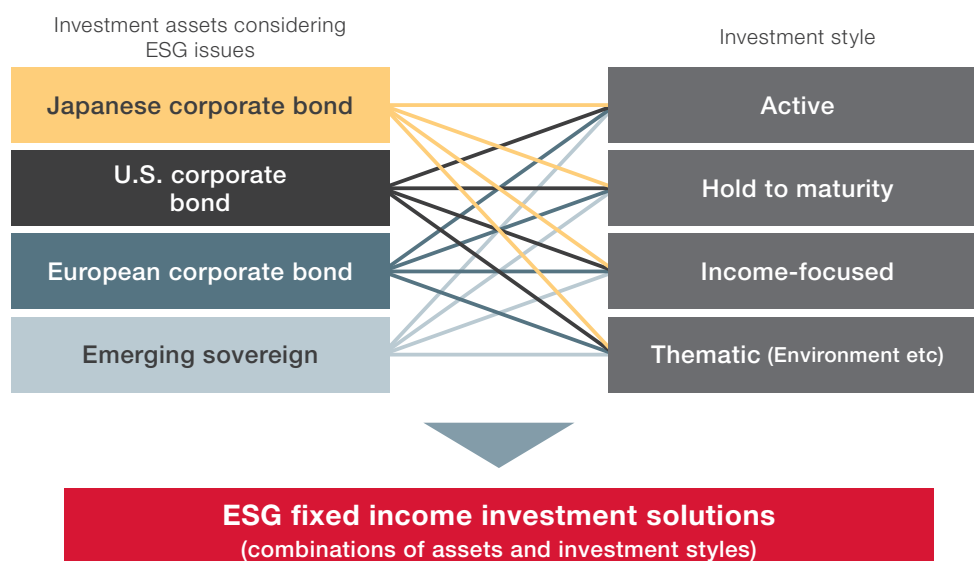 Investment assets considering
ESG issues
Investment style
Japanese corporate bond
Active
U.S. corporate
bond
Hold to maturity
European corporate bond
Income-focused
Emerging sovereign
Thematic (Environment etc)
ESG fixed income investment solutions
(combinations of assets and investment styles)